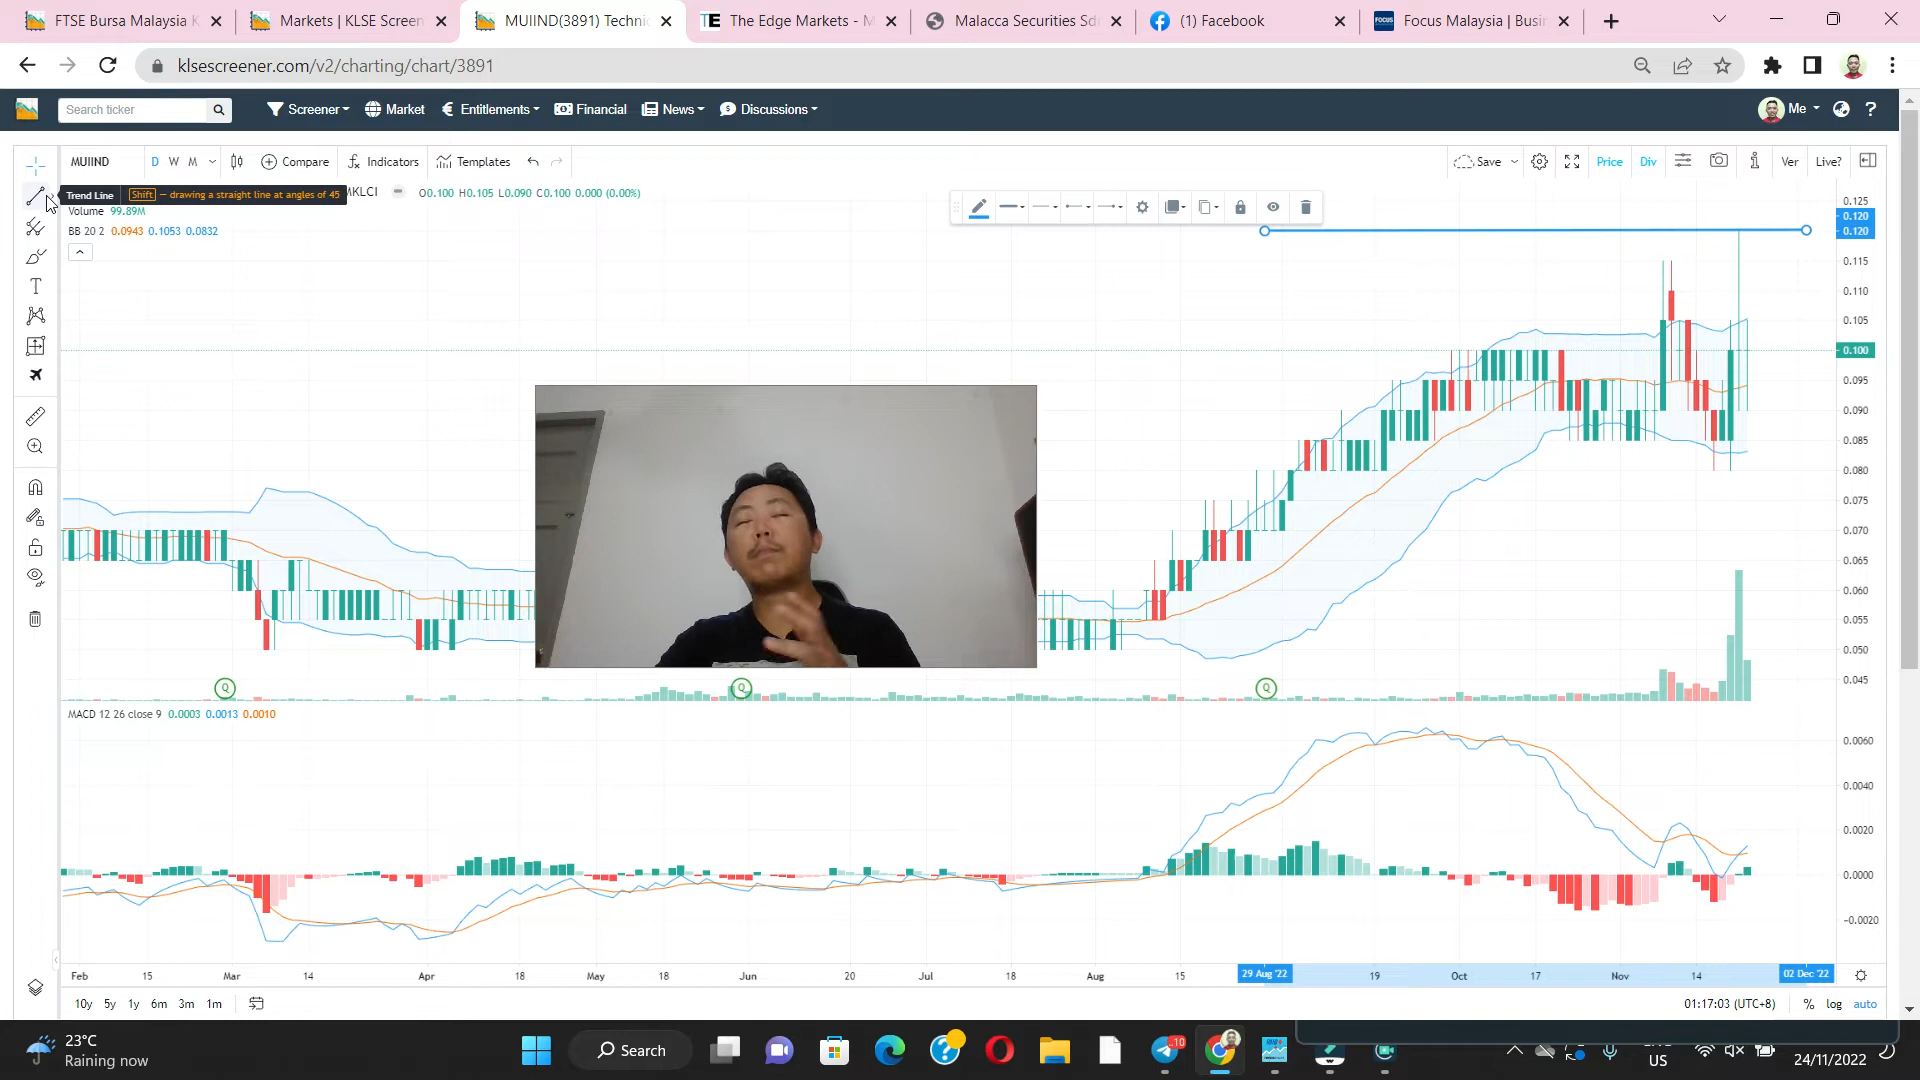 FTSE Bursa Malaysia K
Markets | KLSE Screen
MUIIND(3891) Technic
The Edge Markets - M
Malacca Securities Sd
(1) Facebook
Focus Malaysia | Busi
klsescreener.com/v2/charting/chart/3891
Search ticker
Screener
Market
Entitlements
Financial
News
Discussions
Me
MUIIND
D W M
Compare
Indicators
Templates
Save
Price
Div
Ver
Live?
Trend Line
Shift – drawing a straight line at angles of 45
MKLCI
O0.100 H0.105 L0.090 C0.100 0.000 (0.00%)
Volume 99.89M
BB 20 2 0.0943 0.1053 0.0832
0.125
0.120
0.120
0.115
0.110
0.105
0.100
0.095
0.090
0.085
0.080
0.075
0.070
0.065
0.060
0.055
0.050
0.045
Q
Q
Q
MACD 12 26 close 9 0.0003 0.0013 0.0010
0.0060
0.0040
0.0020
0.0000
−0.0020
Feb 15 Mar 14 Apr 18 May 18 Jun 20 Jul 18 Aug 15 29 Aug '22 19 Oct 17 Nov 14 02 Dec '22
10y 5y 1y 6m 3m 1m
01:17:03 (UTC+8)
% log auto
23°C
Raining now
Search
US
24/11/2022